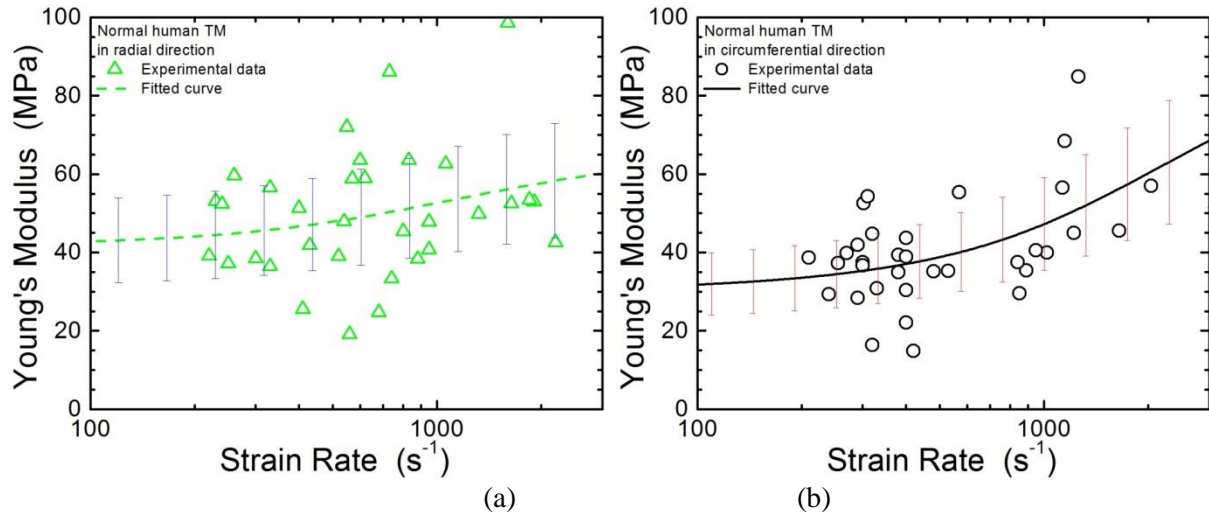 Normal human TM
in radial direction
Experimental data
Fitted curve
Young's Modulus (MPa)
100
80
60
40
20
0
100
1000
Strain Rate (s⁻¹)
(a)
Normal human TM
in circumferential direction
Experimental data
Fitted curve
Young's Modulus (MPa)
100
80
60
40
20
0
100
1000
Strain Rate (s⁻¹)
(b)